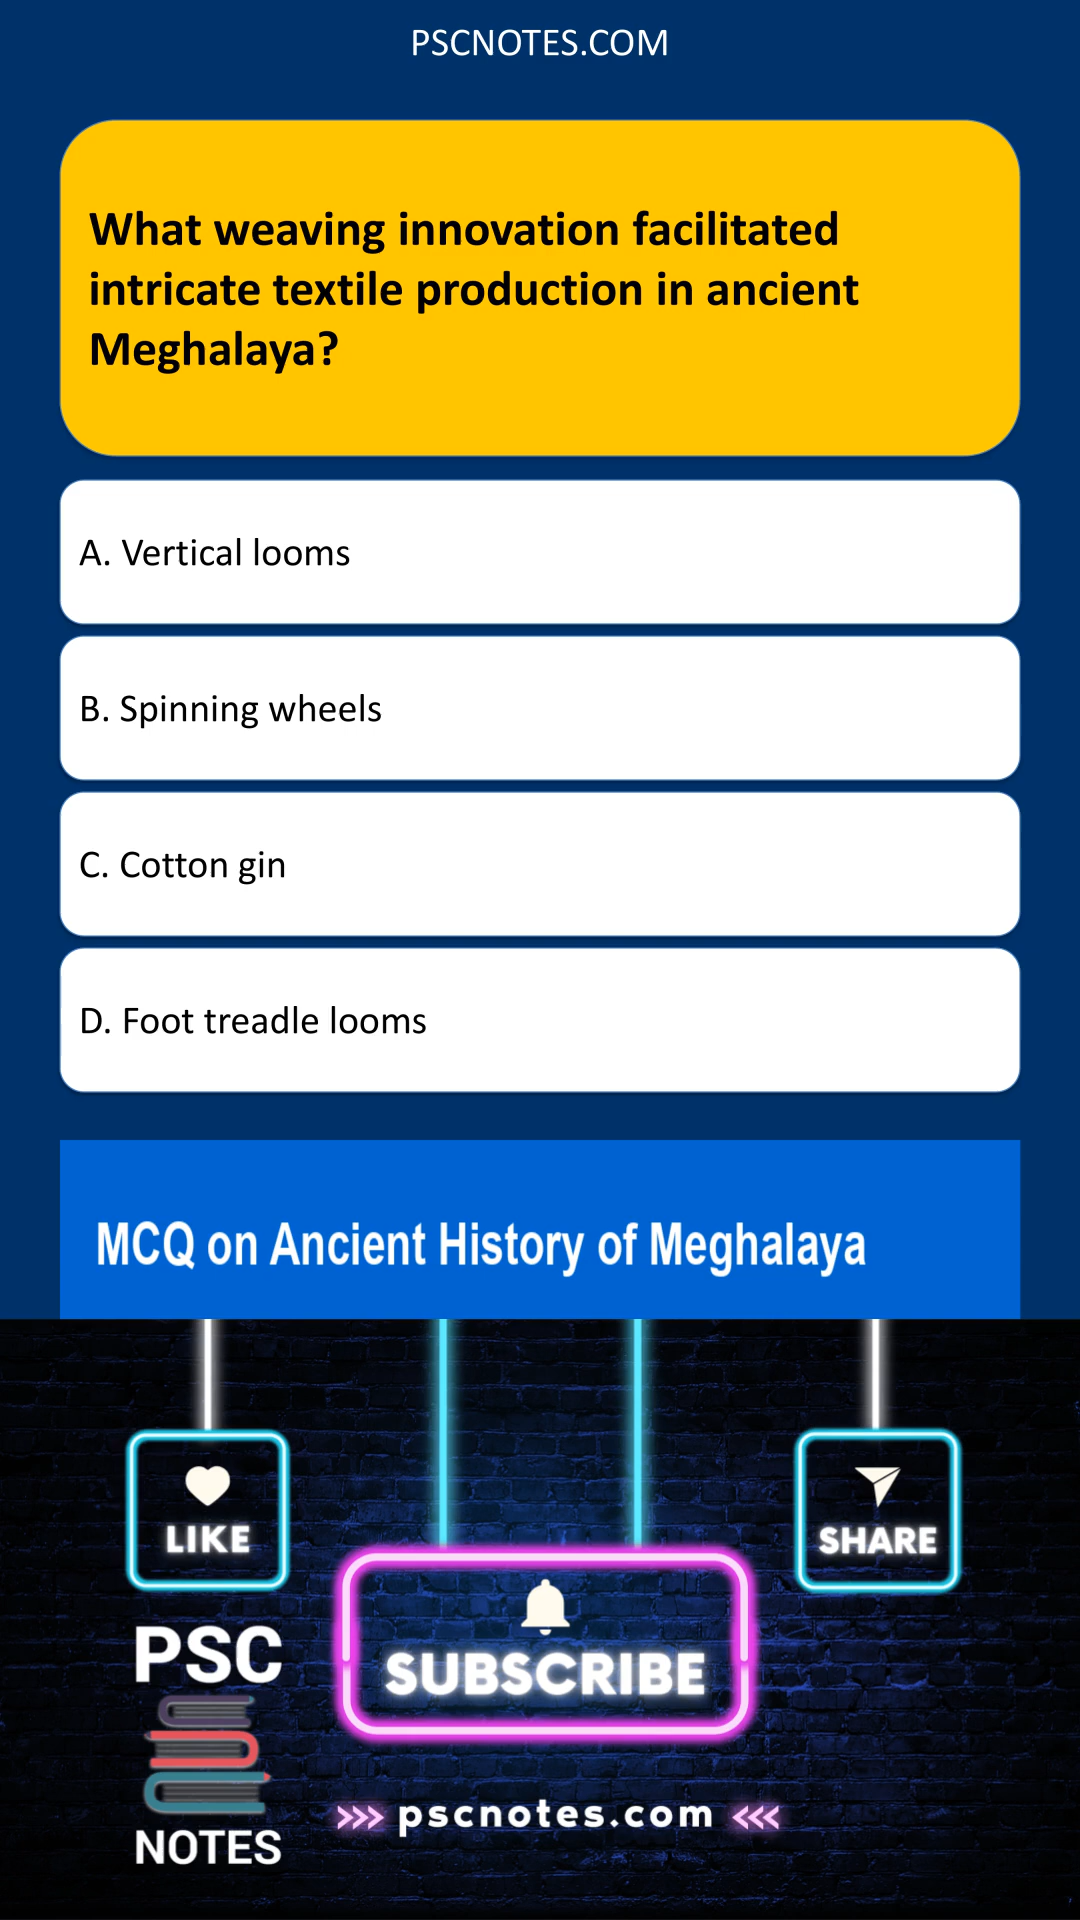 PSCNOTES.COM
What weaving innovation facilitated
intricate textile production in ancient
Meghalaya?
A. Vertical looms
B. Spinning wheels
C. Cotton gin
D. Foot treadle looms
MCQ on Ancient History of Meghalaya
LIKE
SHARE
SUBSCRIBE
PSC
NOTES
>>> pscnotes.com <<<